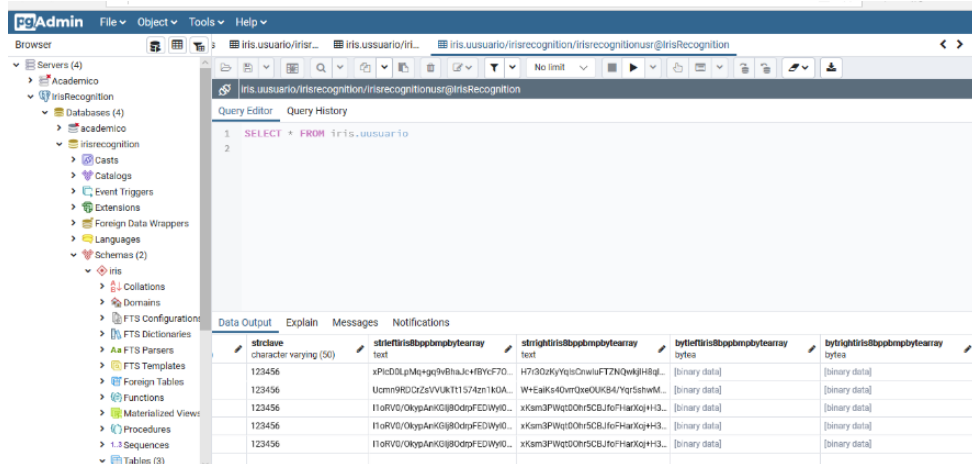 pgAdmin File Object Tools Help
Browser
iris.usuario/irisr... iris.ussuario/iri... iris.uusuario/irisrecognition/irisrecognitionusr@IrisRecognition
Servers (4)
No limit
Academico
IrisRecognition
iris.uusuario/irisrecognition/irisrecognitionusr@IrisRecognition
Databases (4)
Query Editor Query History
academico
1 SELECT * FROM iris.uusuario
irisrecognition
2
Casts
Catalogs
Event Triggers
Extensions
Foreign Data Wrappers
Languages
Schemas (2)
iris
Collations
Domains
FTS Configurations
Data Output Explain Messages Notifications
FTS Dictionaries
strclave strleftiris8bppbmpbytearray strrightiris8bppbmpbytearray bytleftiris8bppbmpbytearray bytrightiris8bppbmpbytearray
character varying (50) text text bytea bytea
FTS Parsers
FTS Templates
123456 [binary data] [binary data]
Foreign Tables
123456 [binary data] [binary data]
Functions
123456 [binary data] [binary data]
Materialized Views
123456 [binary data] [binary data]
Procedures
123456 [binary data] [binary data]
1..3 Sequences
Tables (3)